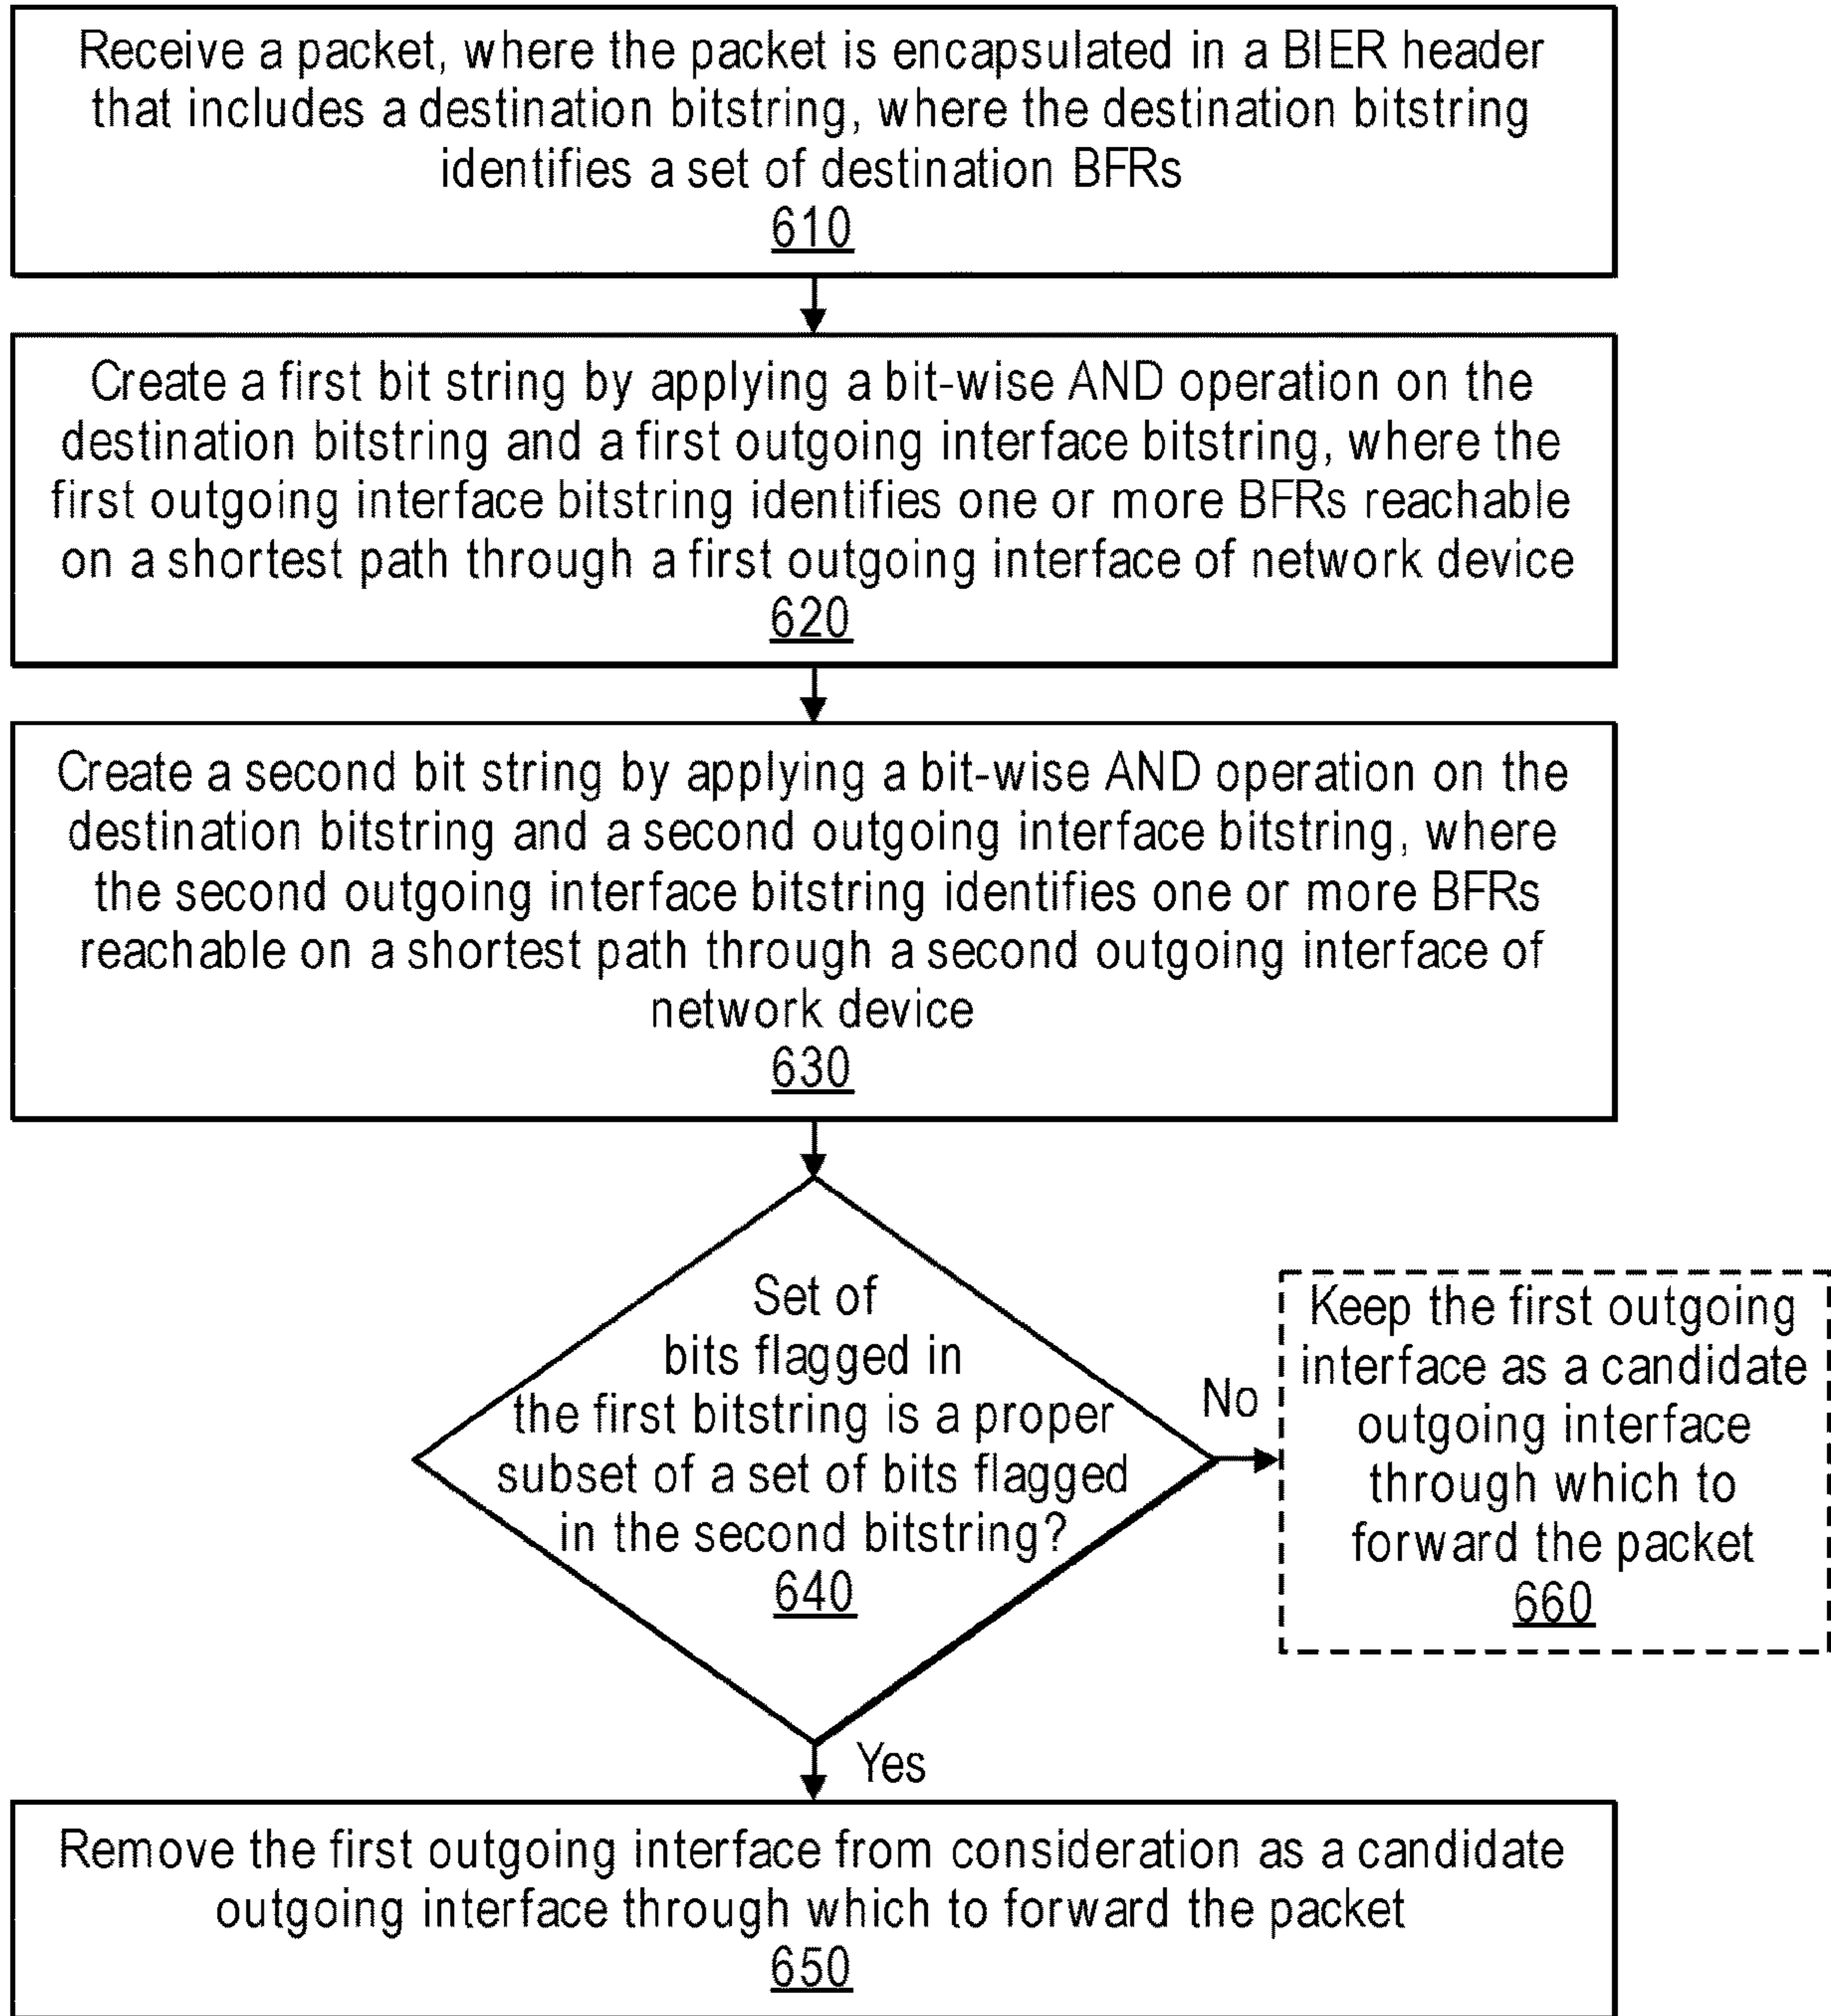 Receive a packet, where the packet is encapsulated in a BIER header
that includes a destination bitstring, where the destination bitstring
identifies a set of destination BFRs
610
Create a first bit string by applying a bit-wise AND operation on the
destination bitstring and a first outgoing interface bitstring, where the
first outgoing interface bitstring identifies one or more BFRs reachable
on a shortest path through a first outgoing interface of network device
620
Create a second bit string by applying a bit-wise AND operation on the
destination bitstring and a second outgoing interface bitstring, where
the second outgoing interface bitstring identifies one or more BFRs
reachable on a shortest path through a second outgoing interface of
network device
630
Set of
bits flagged in
the first bitstring is a proper
subset of a set of bits flagged
in the second bitstring?
640
No
Keep the first outgoing
interface as a candidate
outgoing interface
through which to
forward the packet
660
Yes
Remove the first outgoing interface from consideration as a candidate
outgoing interface through which to forward the packet
650